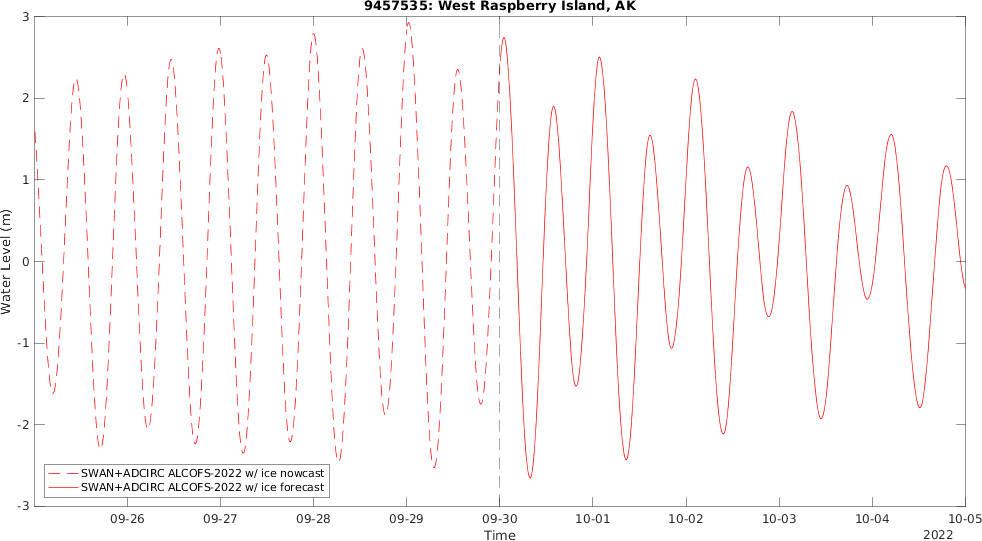 9457535: West Raspberry Island, AK
3
2
1
0
-1
-2
-3
Water Level (m)
SWAN+ADCIRC ALCOFS-2022 w/ ice nowcast
SWAN+ADCIRC ALCOFS-2022 w/ ice forecast
09-26 09-27 09-28 09-29 09-30 10-01 10-02 10-03 10-04 10-05
Time
2022